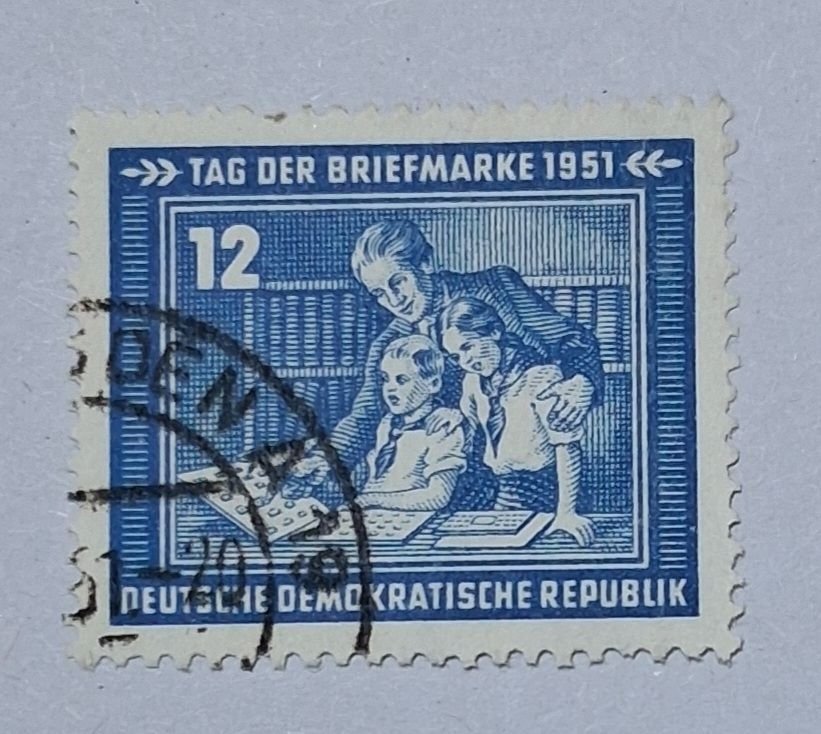 TAG DER BRIEFMARKE 1951
12
DEUTSCHE DEMOKRATISCHE REPUBLIK